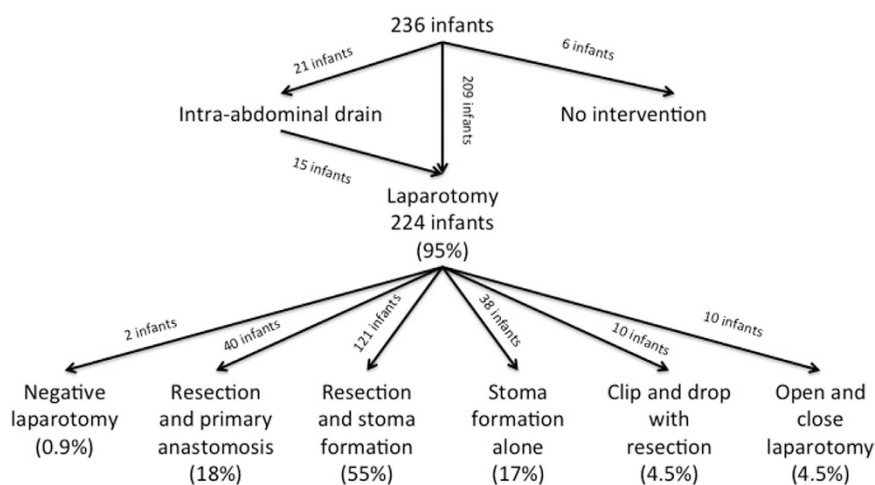 236 infants
21 infants
209 infants
6 infants
Intra-abdominal drain
No intervention
15 infants
Laparotomy
224 infants
(95%)
2 infants
40 infants
121 infants
38 infants
10 infants
10 infants
Negative
laparotomy
(0.9%)
Resection
and primary
anastomosis
(18%)
Resection
and stoma
formation
(55%)
Stoma
formation
alone
(17%)
Clip and drop
with
resection
(4.5%)
Open and
close
laparotomy
(4.5%)